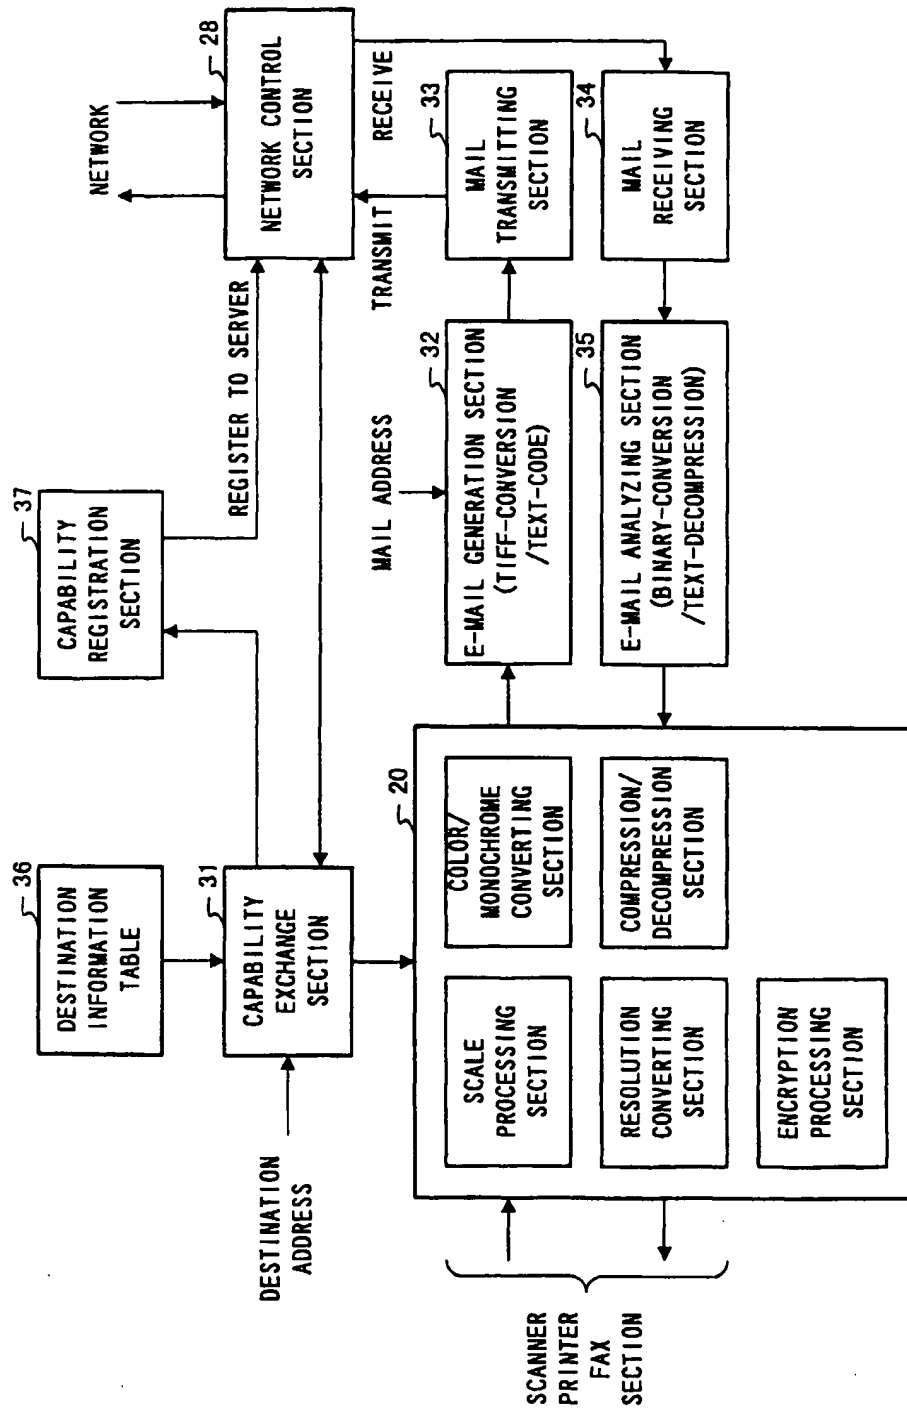 36
DESTINATION
INFORMATION
TABLE
37
CAPABILITY
REGISTRATION
SECTION
NETWORK
DESTINATION
ADDRESS
31
CAPABILITY
EXCHANGE
SECTION
REGISTER TO SERVER
28
NETWORK CONTROL
SECTION
MAIL ADDRESS
TRANSMIT
RECEIVE
20
SCANNER
PRINTER
FAX
SECTION
SCALE
PROCESSING
SECTION
COLOR/
MONOCHROME
CONVERTING
SECTION
32
E-MAIL GENERATION SECTION
(TIFF-CONVERSION
/TEXT-CODE)
33
MAIL
TRANSMITTING
SECTION
RESOLUTION
CONVERTING
SECTION
COMPRESSION/
DECOMPRESSION
SECTION
35
E-MAIL ANALYZING SECTION
(BINARY-CONVERSION
/TEXT-DECOMPRESSION)
34
MAIL
RECEIVING
SECTION
ENCRYPTION
PROCESSING
SECTION